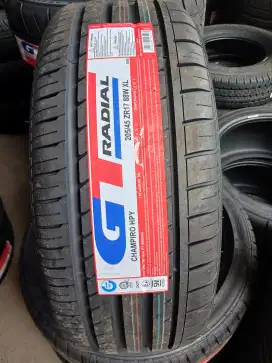 GT
RADIAL
205/45 ZR17 88W XL
CHAMPIRO HPY